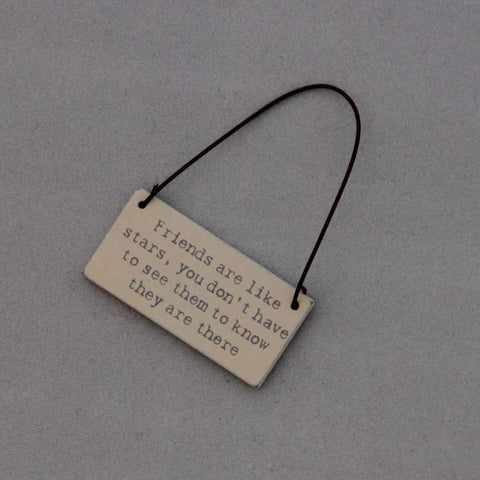 Friends are like
stars, you don't have
to see them to know
they are there